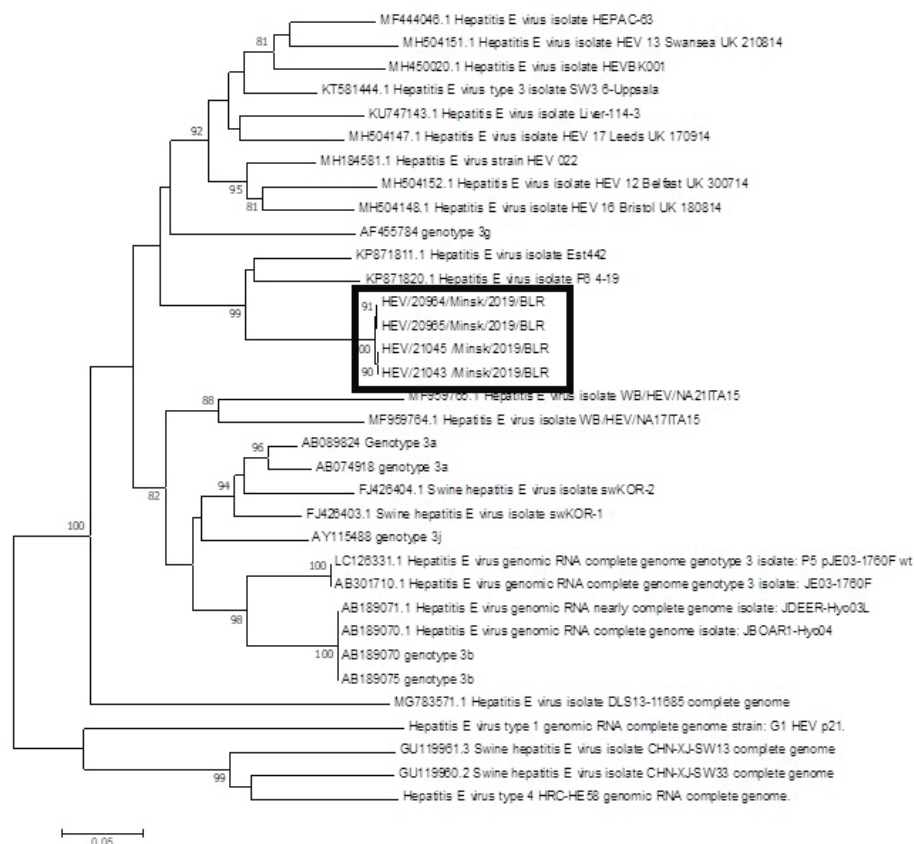 MF444046.1 Hepatitis E virus isolate HEPAC-63
81
MH504151.1 Hepatitis E virus isolate HEV 13 Swansea UK 210814
MH450020.1 Hepatitis E virus isolate HEVBK001
KT581444.1 Hepatitis E virus type 3 isolate SW3 6-Uppsala
KU747143.1 Hepatitis E virus isolate Liver-114-3
92
MH504147.1 Hepatitis E virus isolate HEV 17 Leeds UK 170914
MH184581.1 Hepatitis E virus strain HEV 022
95
MH504152.1 Hepatitis E virus isolate HEV 12 Belfast UK 300714
81
MH504148.1 Hepatitis E virus isolate HEV 16 Bristol UK 180814
AF455784 genotype 3g
KP871811.1 Hepatitis E virus isolate Est442
KP871820.1 Hepatitis E virus isolate P6 4-19
99
91
HEV/20964/Minsk/2019/BLR
HEV/20965/Minsk/2019/BLR
00
HEV/21045 /Minsk/2019/BLR
90
HEV/21043 /Minsk/2019/BLR
MF959765.1 Hepatitis E virus isolate WB/HEV/NA21ITA15
88
MF959764.1 Hepatitis E virus isolate WB/HEV/NA17ITA15
96
AB089824 Genotype 3a
AB074918 genotype 3a
94
FJ426404.1 Swine hepatitis E virus isolate swKOR-2
82
FJ426403.1 Swine hepatitis E virus isolate swKOR-1
100
AY115488 genotype 3j
100
LC126331.1 Hepatitis E virus genomic RNA complete genome genotype 3 isolate: P5 pJE03-1760F wt
AB301710.1 Hepatitis E virus genomic RNA complete genome genotype 3 isolate: JE03-1760F
98
AB189071.1 Hepatitis E virus genomic RNA nearly complete genome isolate: JDEER-Hyo03L
AB189070.1 Hepatitis E virus genomic RNA complete genome isolate: JBOAR1-Hyo04
100
AB189070 genotype 3b
AB189075 genotype 3b
MG783571.1 Hepatitis E virus isolate DLS13-11685 complete genome
Hepatitis E virus type 1 genomic RNA complete genome strain: G1 HEV p21.
GU119961.3 Swine hepatitis E virus isolate CHN-XJ-SW13 complete genome
99
GU119960.2 Swine hepatitis E virus isolate CHN-XJ-SW33 complete genome
Hepatitis E virus type 4 HRC-HE58 genomic RNA complete genome.
0.05